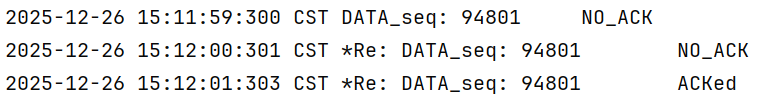 2025-12-26 15:11:59:300 CST DATA_seq: 94801 NO_ACK
2025-12-26 15:12:00:301 CST *Re: DATA_seq: 94801 NO_ACK
2025-12-26 15:12:01:303 CST *Re: DATA_seq: 94801 ACKed